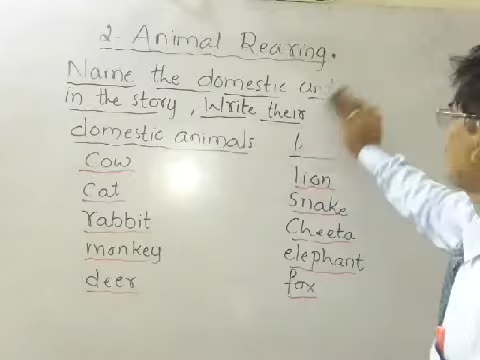 2. Animal Rearing.
Name the domestic and
in the story, Write their
domestic animals
Cow lion
Cat Snake
rabbit Cheeta
monkey elephant
deer fox